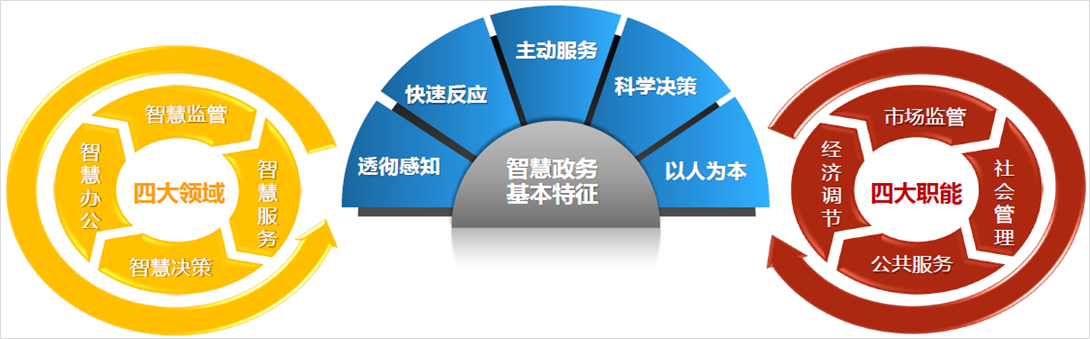 智慧监管
智慧办公
四大领域
智慧服务
智慧决策
透彻感知
快速反应
主动服务
科学决策
以人为本
智慧政务
基本特征
市场监管
经济调节
四大职能
社会管理
公共服务